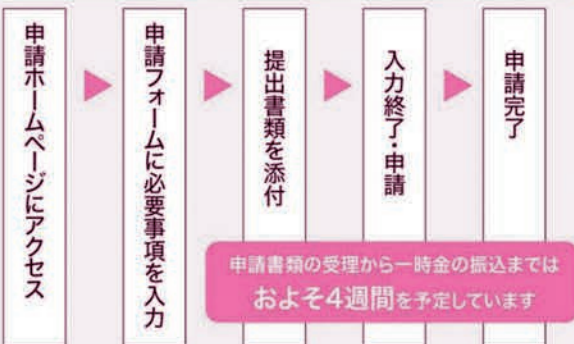 申請ホームページにアクセス
申請フォームに必要事項を入力
提出書類を添付
入力終了・申請
申請完了
申請書類の受理から一時金の振込までは
およそ4週間を予定しています